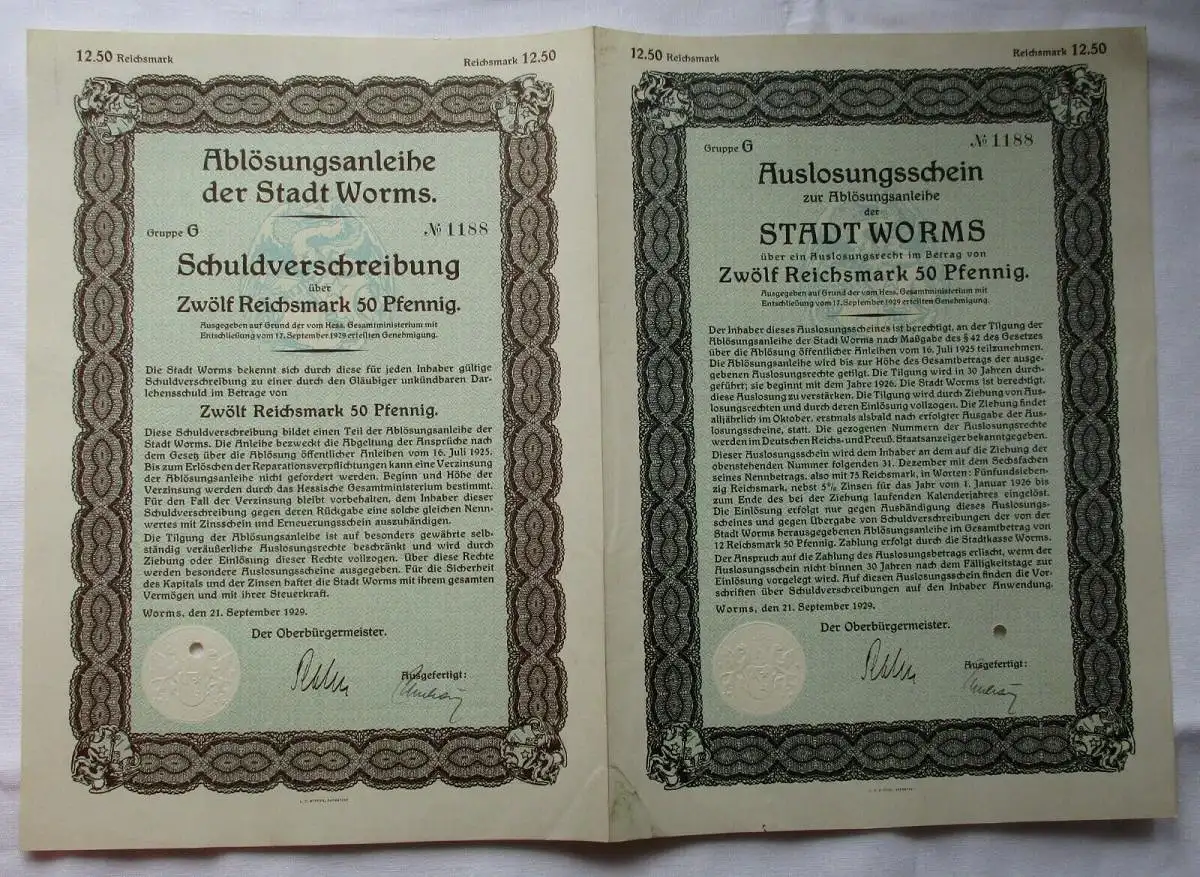 12.50 Reichsmark
Reichsmark 12.50
Ablösungsanleihe
der Stadt Worms.
Gruppe G
№ 1188
Schuldverschreibung
über
Zwölf Reichsmark 50 Pfennig.
Ausgegeben auf Grund der vom Hess. Gesamtministerium mit
Entschließung vom 17. September 1929 erteilten Genehmigung.
Die Stadt Worms bekennt sich durch diese für jeden Inhaber gültige
Schuldverschreibung zu einer durch den Gläubiger unkündbaren Dar-
lehensschuld im Betrage von
Zwölf Reichsmark 50 Pfennig.
Diese Schuldverschreibung bildet einen Teil der Ablösungsanleihe der
Stadt Worms. Die Anleihe bezweckt die Abgeltung der Ansprüche nach
dem Gesetz über die Ablösung öffentlicher Anleihen vom 16. Juli 1925.
Bis zum Erlöschen der Reparationsverpflichtungen kann eine Verzinsung
der Ablösungsanleihe nicht gefordert werden. Beginn und Höhe der
Verzinsung werden durch das Hessische Gesamtministerium bestimmt.
Für den Fall der Verzinsung bleibt vorbehalten, dem Inhaber dieser
Schuldverschreibung gegen deren Rückgabe eine solche gleichen Nenn-
wertes mit Zinsschein und Erneuerungsschein auszuhändigen.
Die Tilgung der Ablösungsanleihe ist auf besonders gewährte selb-
ständig veräußerliche Auslosungsrechte beschränkt und wird durch
Ziehung oder Einlösung dieser Rechte vollzogen. Über diese Rechte
werden besondere Auslosungsscheine ausgegeben. Für die Sicherheit
des Kapitals und der Zinsen haftet die Stadt Worms mit ihrem gesamten
Vermögen und mit ihrer Steuerkraft.
Worms, den 21. September 1929.
Der Oberbürgermeister.
Ausgefertigt:
12.50 Reichsmark
Reichsmark 12.50
Gruppe G
№ 1188
Auslosungsschein
zur Ablösungsanleihe
der
STADT WORMS
über ein Auslosungsrecht im Betrag von
Zwölf Reichsmark 50 Pfennig.
Ausgegeben auf Grund der vom Hess. Gesamtministerium mit
Entschließung vom 17. September 1929 erteilten Genehmigung.
Der Inhaber dieses Auslosungsscheines ist berechtigt, an der Tilgung der
Ablösungsanleihe der Stadt Worms nach Maßgabe des § 42 des Gesetzes
über die Ablösung öffentlicher Anleihen vom 16. Juli 1925 teilzunehmen.
Die Ablösungsanleihe wird bis zur Höhe des Gesamtbetrags der ausge-
gebenen Auslosungsrechte getilgt. Die Tilgung wird in 30 Jahren durch-
geführt; sie beginnt mit dem Jahre 1926. Die Stadt Worms ist berechtigt,
diese Auslosung zu verstärken. Die Tilgung wird durch Ziehung von Aus-
losungsrechten und durch deren Einlösung vollzogen. Die Ziehung findet
alljährlich im Oktober, erstmals alsbald nach erfolgter Ausgabe der Aus-
losungsscheine, statt. Die gezogenen Nummern der Auslosungsrechte
werden im Deutschen Reichs- und Preuß. Staatsanzeiger bekanntgegeben.
Dieser Auslosungsschein wird dem Inhaber an dem auf die Ziehung der
obenstehenden Nummer folgenden 31. Dezember mit dem Sechsfachen
seines Nennbetrags, also mit 75 Reichsmark, in Worten: Fünfundsieben-
zig Reichsmark, nebst 5% Zinsen für das Jahr vom 1. Januar 1926 bis
zum Ende des bei der Ziehung laufenden Kalenderjahres eingelöst.
Die Einlösung erfolgt nur gegen Aushändigung dieses Auslosungs-
scheines und gegen Übergabe von Schuldverschreibungen der von der
Stadt Worms herausgegebenen Ablösungsanleihe im Gesamtbetrag von
12 Reichsmark 50 Pfennig. Zahlung erfolgt durch die Stadtkasse Worms.
Der Anspruch auf die Zahlung des Auslosungsbetrags erlischt, wenn der
Auslosungsschein nicht binnen 30 Jahren nach dem Fälligkeitstage zur
Einlösung vorgelegt wird. Auf diesen Auslosungsschein finden die Vor-
schriften über Schuldverschreibungen auf den Inhaber Anwendung.
Worms, den 21. September 1929.
Der Oberbürgermeister.
Ausgefertigt: